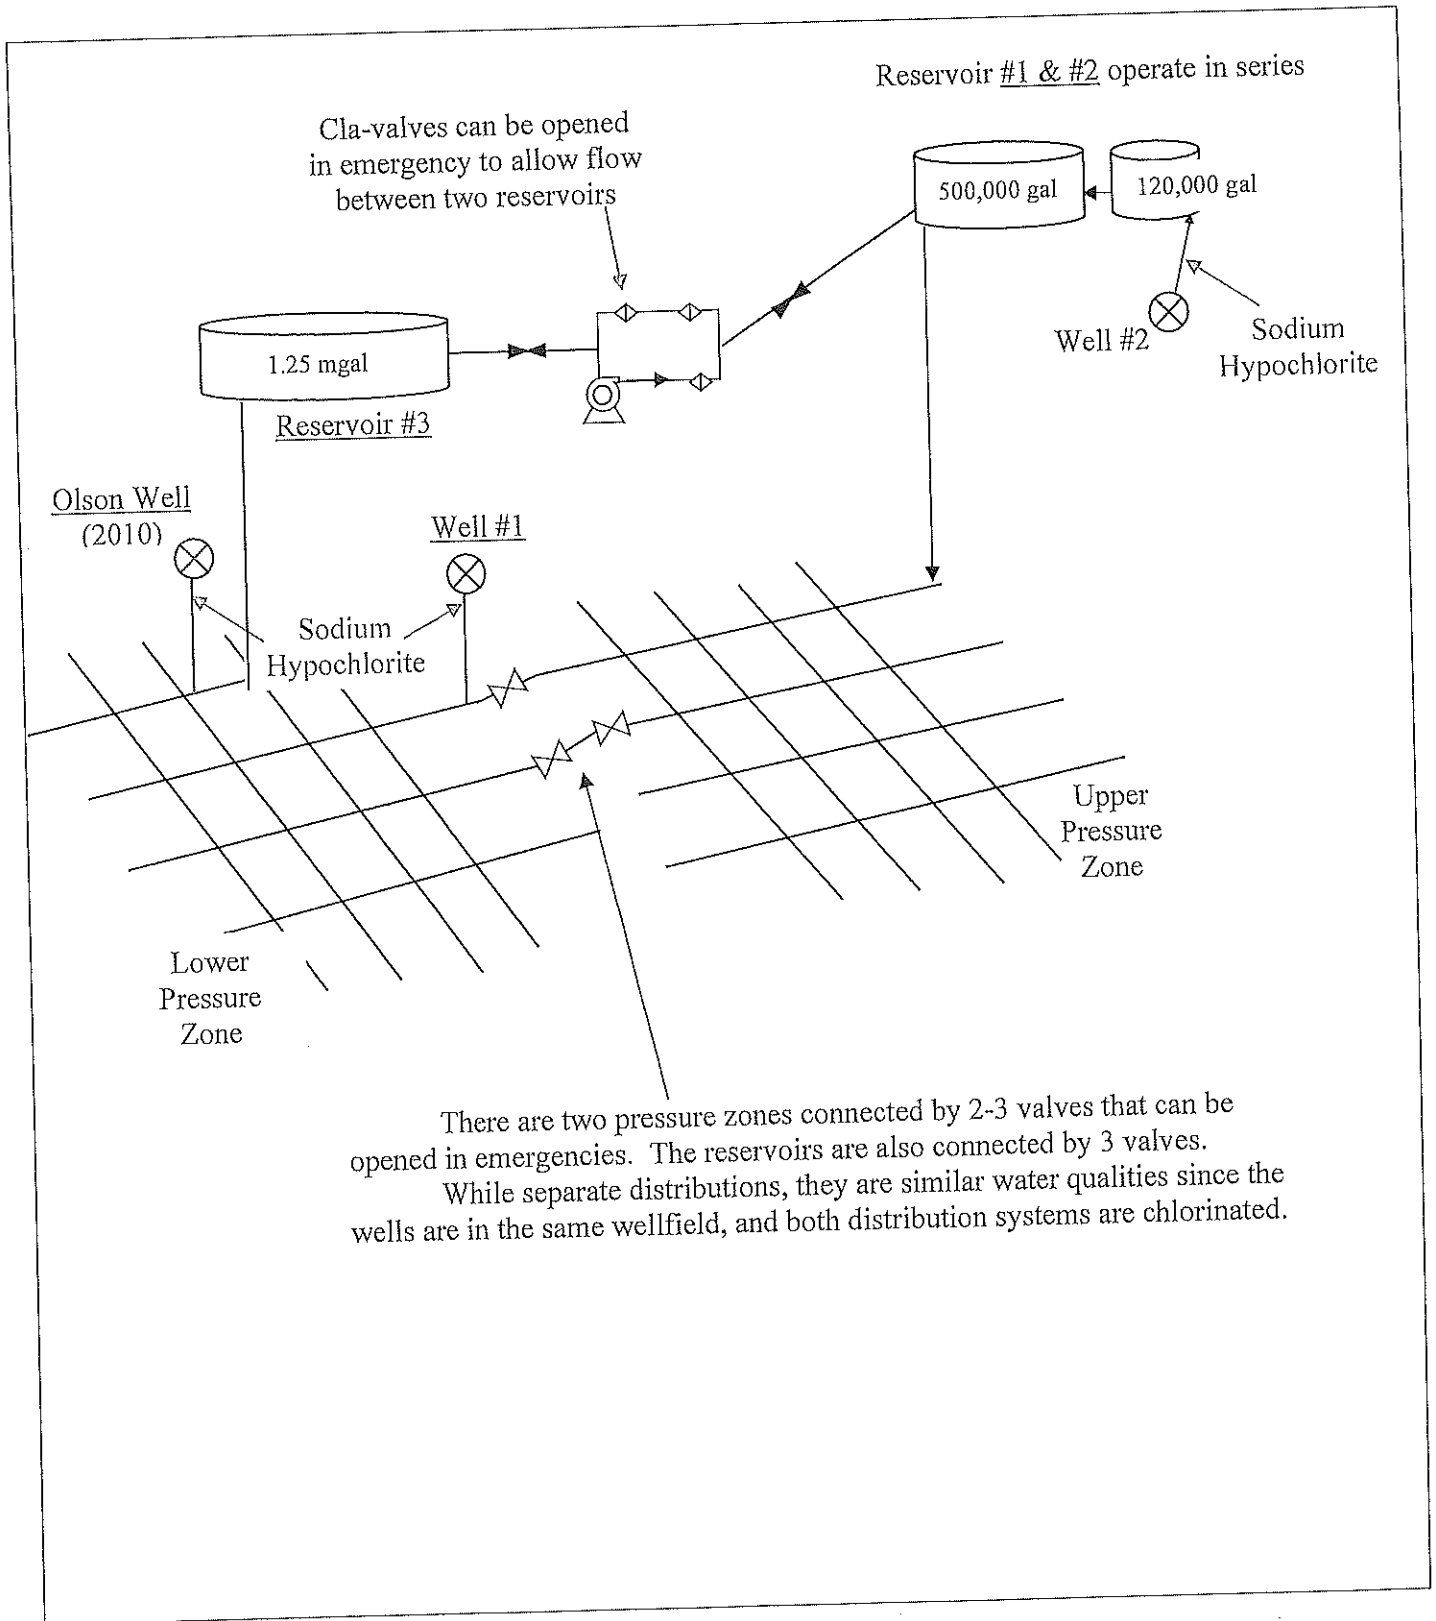 Reservoir #1 & #2 operate in series
Cla-valves can be opened
in emergency to allow flow
between two reservoirs
500,000 gal
120,000 gal
Well #2
Sodium
Hypochlorite
1.25 mgal
Reservoir #3
Olson Well
(2010)
Well #1
Sodium
Hypochlorite
Upper
Pressure
Zone
Lower
Pressure
Zone
There are two pressure zones connected by 2-3 valves that can be
opened in emergencies. The reservoirs are also connected by 3 valves.
While separate distributions, they are similar water qualities since the
wells are in the same wellfield, and both distribution systems are chlorinated.